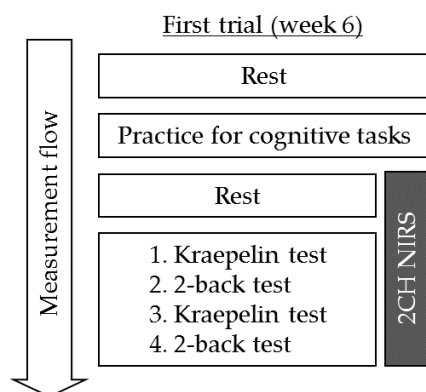 First trial (week 6)
Measurement flow
Rest
Practice for cognitive tasks
Rest
1. Kraepelin test
2. 2-back test
3. Kraepelin test
4. 2-back test
2CH NIRS